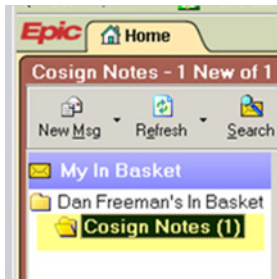 Epic Home
Cosign Notes - 1 New of 1
New Msg Refresh Search
My In Basket
Dan Freeman's In Basket
Cosign Notes (1)